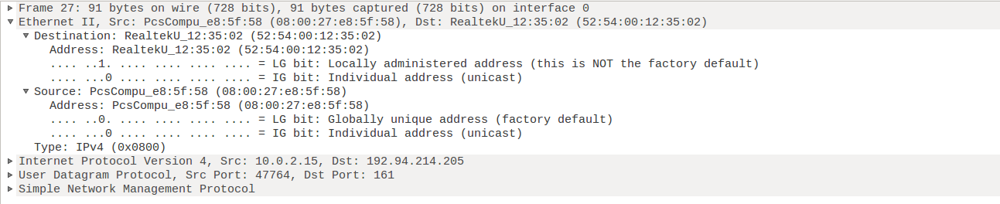 Frame 27: 91 bytes on wire (728 bits), 91 bytes captured (728 bits) on interface 0
Ethernet II, Src: PcsCompu_e8:5f:58 (08:00:27:e8:5f:58), Dst: RealtekU_12:35:02 (52:54:00:12:35:02)
Destination: RealtekU_12:35:02 (52:54:00:12:35:02)
Address: RealtekU_12:35:02 (52:54:00:12:35:02)
.... ..1. .... .... .... .... = LG bit: Locally administered address (this is NOT the factory default)
.... ...0 .... .... .... .... = IG bit: Individual address (unicast)
Source: PcsCompu_e8:5f:58 (08:00:27:e8:5f:58)
Address: PcsCompu_e8:5f:58 (08:00:27:e8:5f:58)
.... ..0. .... .... .... .... = LG bit: Globally unique address (factory default)
.... ...0 .... .... .... .... = IG bit: Individual address (unicast)
Type: IPv4 (0x0800)
Internet Protocol Version 4, Src: 10.0.2.15, Dst: 192.94.214.205
User Datagram Protocol, Src Port: 47764, Dst Port: 161
Simple Network Management Protocol